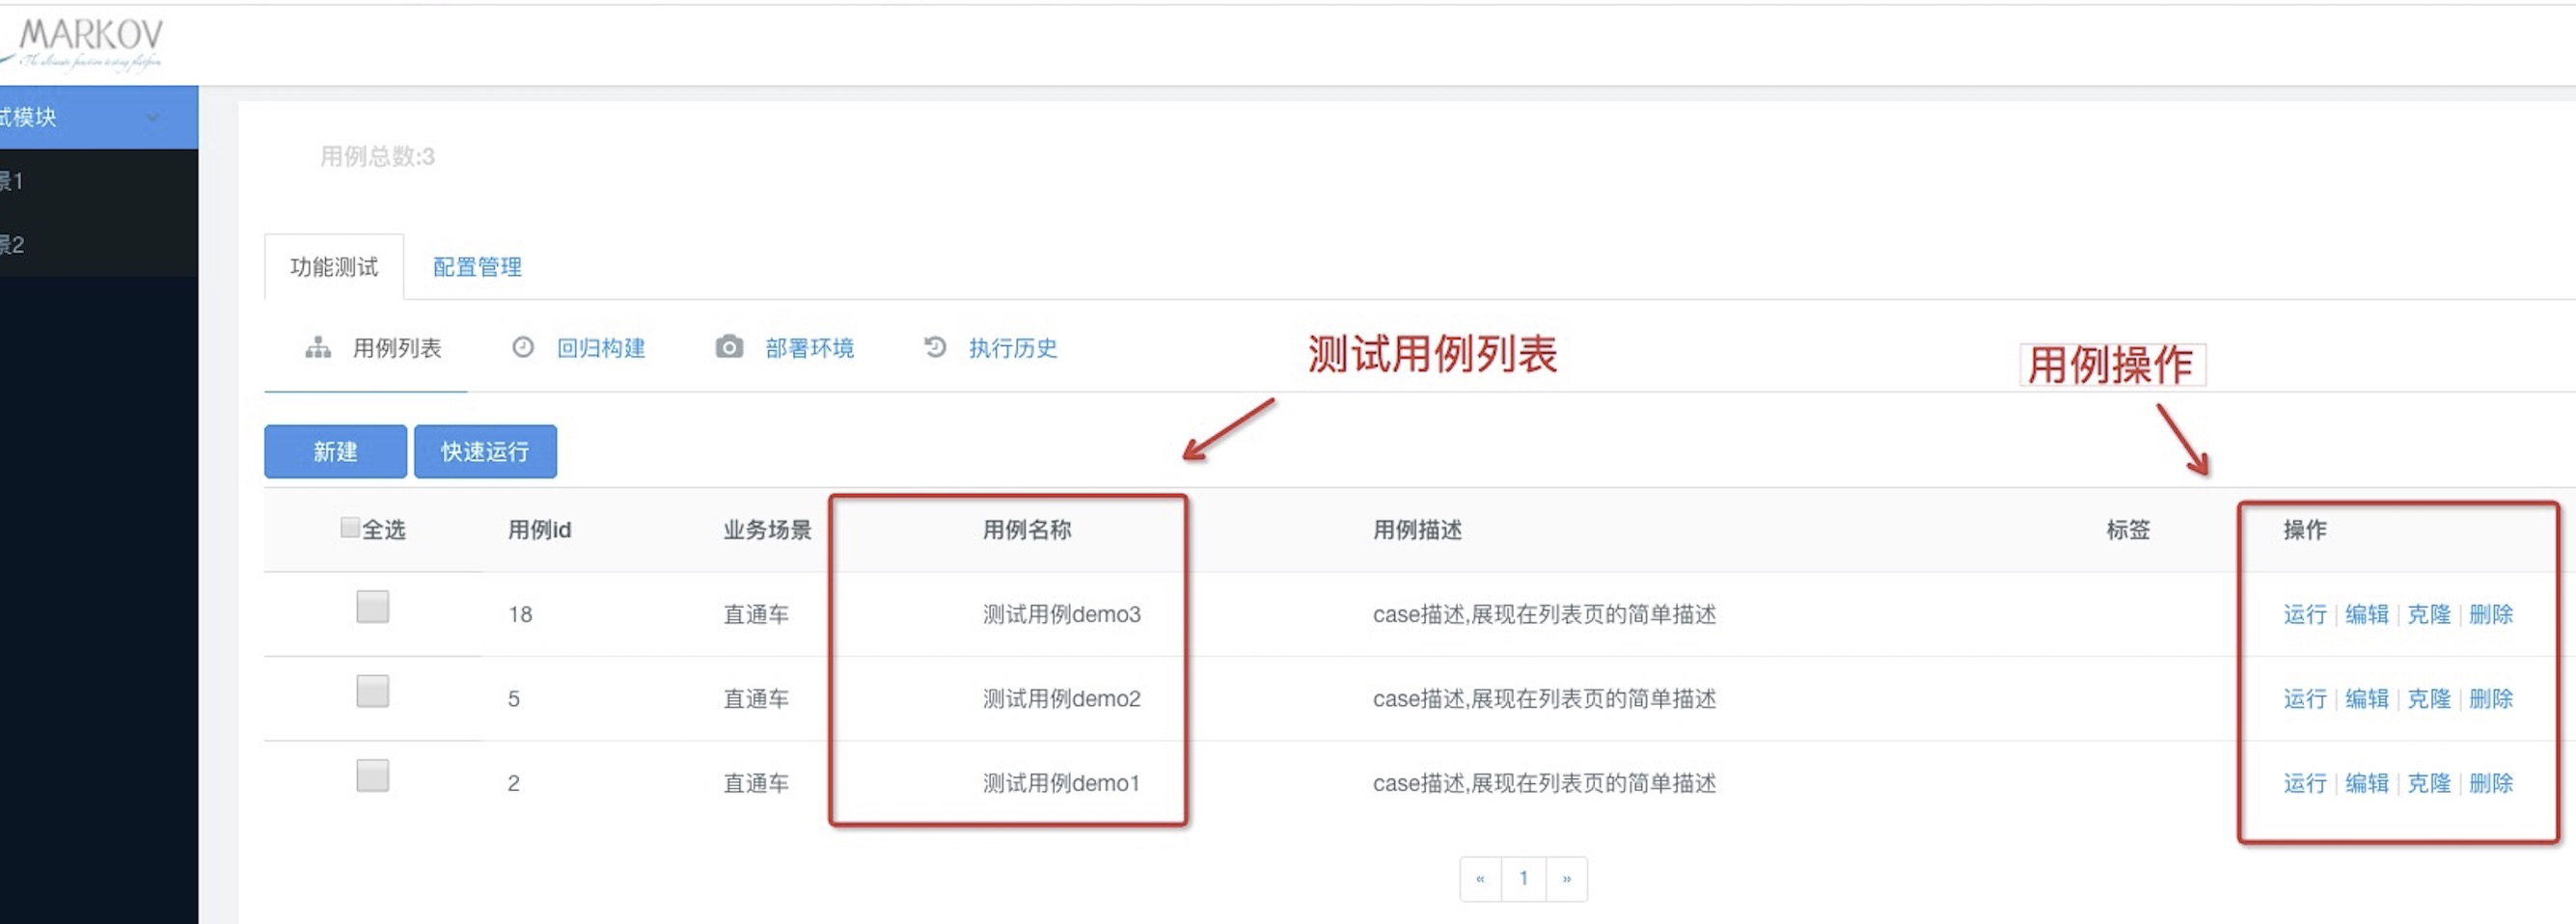 MARKOV
The ultimate function testing platform
试模块
景1
景2
用例总数:3
功能测试 配置管理
用例列表 回归构建 部署环境 执行历史
测试用例列表
用例操作
新建 快速运行
全选 用例id 业务场景 用例名称 用例描述 标签 操作
18 直通车 测试用例demo3 case描述,展现在列表页的简单描述 运行 | 编辑 | 克隆 | 删除
5 直通车 测试用例demo2 case描述,展现在列表页的简单描述 运行 | 编辑 | 克隆 | 删除
2 直通车 测试用例demo1 case描述,展现在列表页的简单描述 运行 | 编辑 | 克隆 | 删除
« 1 »